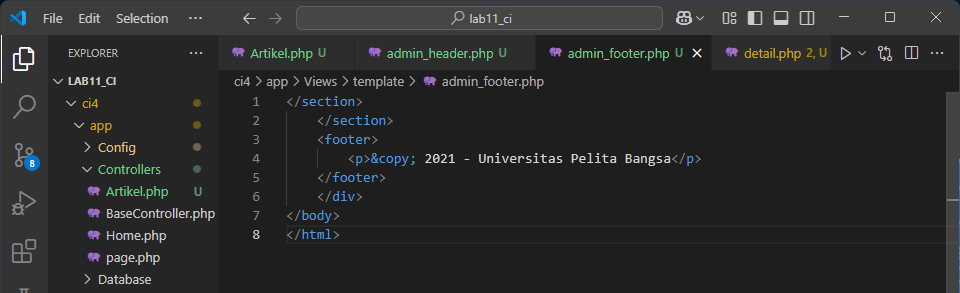 File Edit Selection ... lab11_ci
EXPLORER ...
Artikel.php U admin_header.php U admin_footer.php U detail.php 2, U ...
LAB11_CI
ci4 > app > Views > template > admin_footer.php
ci4
app
Config
Controllers
Artikel.php U
BaseController.php
Home.php
page.php
Database
8
1 </section>
2     </section>
3     <footer>
4         <p>&copy; 2021 - Universitas Pelita Bangsa</p>
5     </footer>
6     </div>
7 </body>
8 </html>